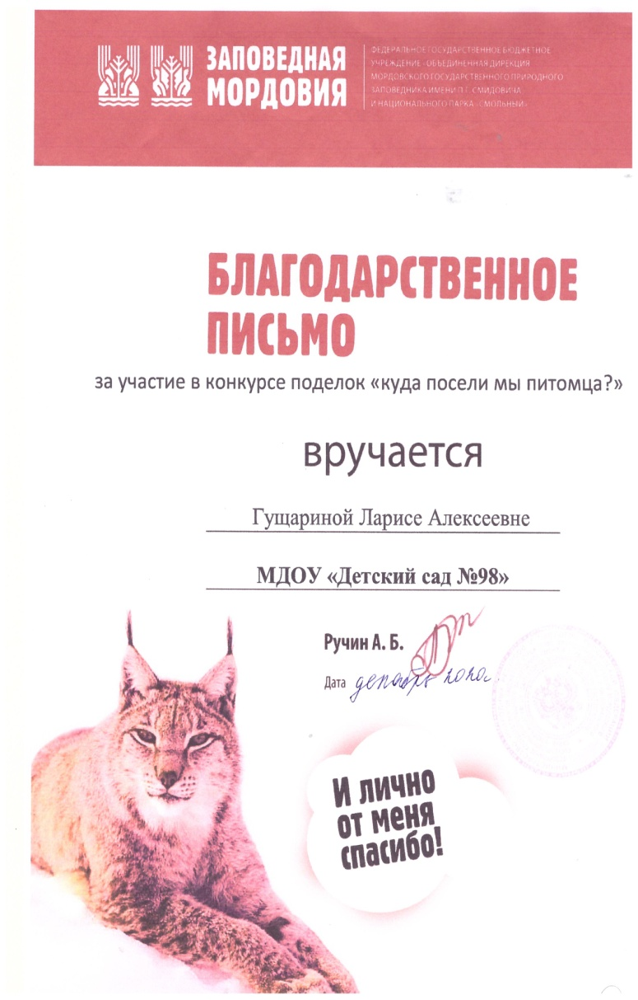 ЗАПОВЕДНАЯ
МОРДОВИЯ
ФЕДЕРАЛЬНОЕ ГОСУДАРСТВЕННОЕ БЮДЖЕТНОЕ
УЧРЕЖДЕНИЕ «ОБЪЕДИНЕННАЯ ДИРЕКЦИЯ
МОРДОВСКОГО ГОСУДАРСТВЕННОГО ПРИРОДНОГО
ЗАПОВЕДНИКА ИМЕНИ П.Г. СМИДОВИЧА
И НАЦИОНАЛЬНОГО ПАРКА «СМОЛЬНЫЙ»
БЛАГОДАРСТВЕННОЕ
ПИСЬМО
за участие в конкурсе поделок «куда посели мы питомца?»
вручается
Гущариной Ларисе Алексеевне
МДОУ «Детский сад №98»
Ручин А. Б.
Дата декабрь 2020г.
И лично
от меня
спасибо!